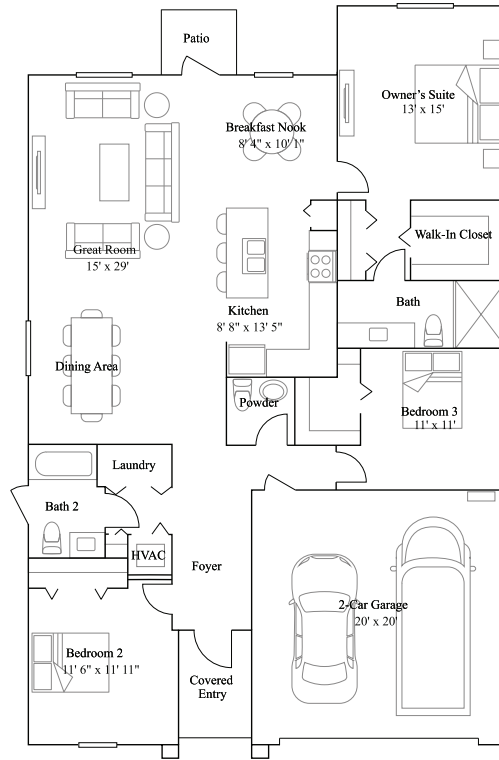 Patio
Owner's Suite
13' x 15'
Breakfast Nook
8' 4" x 10' 1"
Walk-In Closet
Great Room
15' x 29'
Bath
Kitchen
8' 8" x 13' 5"
Dining Area
Powder
Bedroom 3
11' x 11'
Laundry
Bath 2
HVAC
Foyer
2-Car Garage
20' x 20'
Bedroom 2
11' 6" x 11' 11"
Covered
Entry